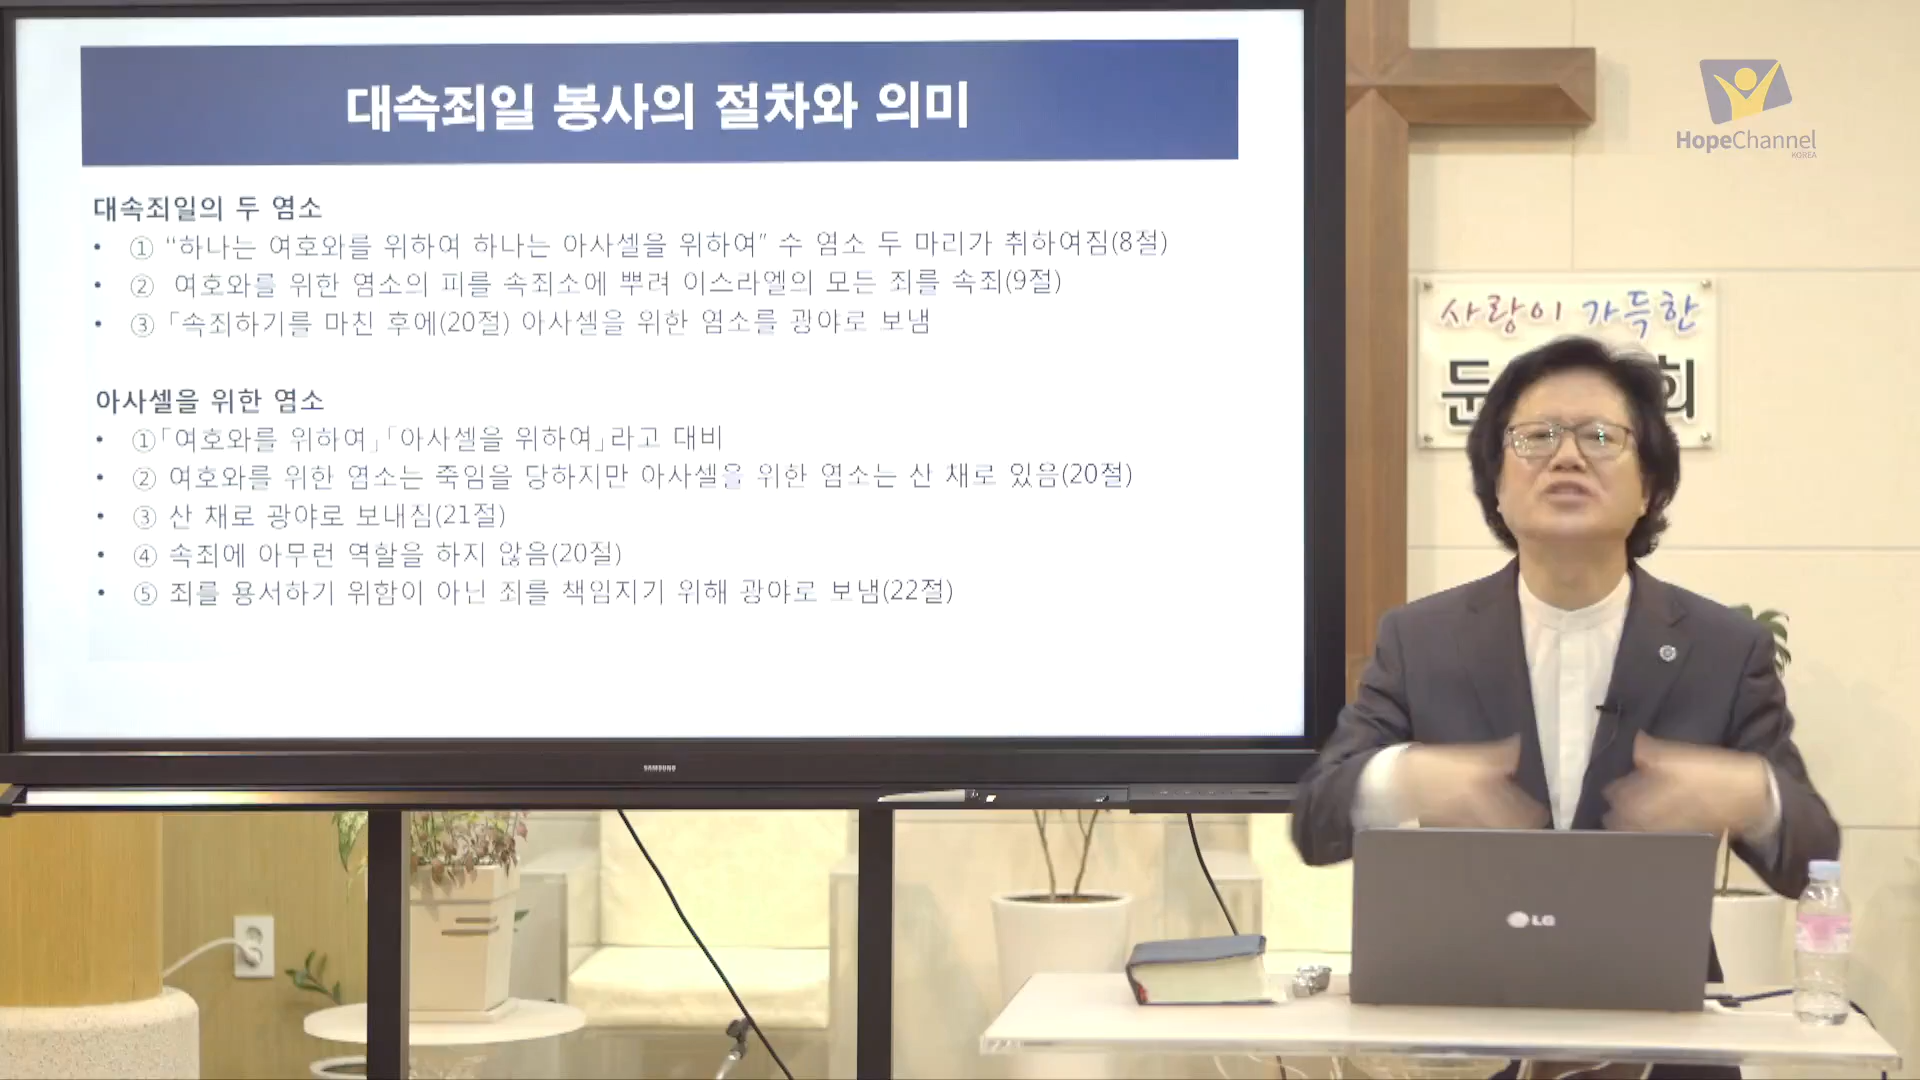 대속죄일 봉사의 절차와 의미
대속죄일의 두 염소
• ① “하나는 여호와를 위하여 하나는 아사셀을 위하여” 수 염소 두 마리가 취하여짐(8절)
• ② 여호와를 위한 염소의 피를 속죄소에 뿌려 이스라엘의 모든 죄를 속죄(9절)
• ③ 「속죄하기를 마친 후에(20절) 아사셀을 위한 염소를 광야로 보냄
아사셀을 위한 염소
• ①「여호와를 위하여」「아사셀을 위하여」라고 대비
• ② 여호와를 위한 염소는 죽임을 당하지만 아사셀을 위한 염소는 산 채로 있음(20절)
• ③ 산 채로 광야로 보내짐(21절)
• ④ 속죄에 아무런 역할을 하지 않음(20절)
• ⑤ 죄를 용서하기 위함이 아닌 죄를 책임지기 위해 광야로 보냄(22절)
SAMSUNG
HopeChannel
KOREA
사랑이 가득한
둔 회
LG